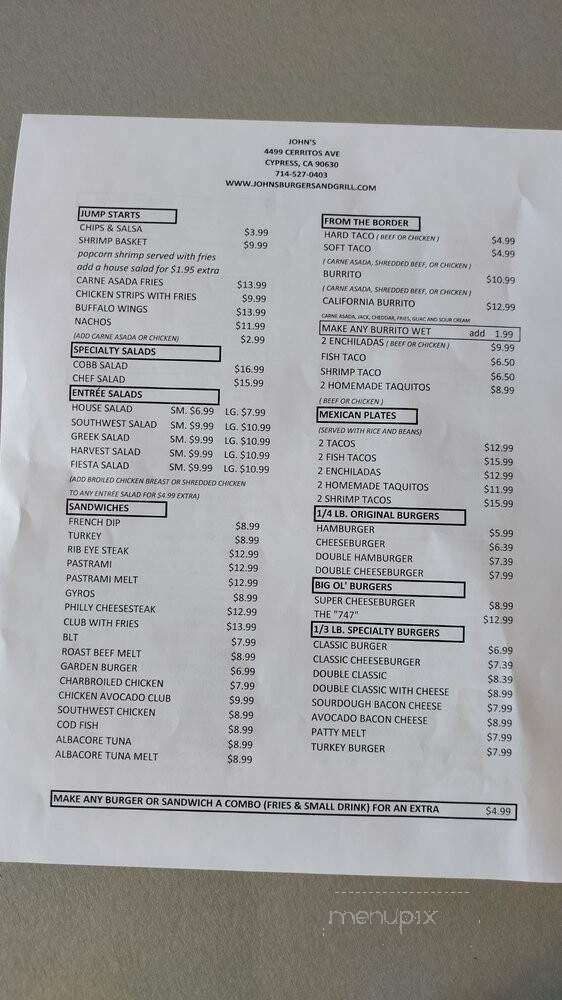 JOHN'S
4499 CERRITOS AVE
CYPRESS, CA 90630
714-527-0403
WWW.JOHNSBURGERSANDGRILL.COM
JUMP STARTS
CHIPS & SALSA $3.99
SHRIMP BASKET $9.99
popcorn shrimp served with fries
add a house salad for $1.95 extra
CARNE ASADA FRIES $13.99
CHICKEN STRIPS WITH FRIES $9.99
BUFFALO WINGS $13.99
NACHOS $11.99
(ADD CARNE ASADA OR CHICKEN) $2.99
SPECIALTY SALADS
COBB SALAD $16.99
CHEF SALAD $15.99
ENTRÉE SALADS
HOUSE SALAD SM. $6.99 LG. $7.99
SOUTHWEST SALAD SM. $9.99 LG. $10.99
GREEK SALAD SM. $9.99 LG. $10.99
HARVEST SALAD SM. $9.99 LG. $10.99
FIESTA SALAD SM. $9.99 LG. $10.99
(ADD BROILED CHICKEN BREAST OR SHREDDED CHICKEN
TO ANY ENTRÉE SALAD FOR $4.99 EXTRA)
SANDWICHES
FRENCH DIP $8.99
TURKEY $8.99
RIB EYE STEAK $12.99
PASTRAMI $12.99
PASTRAMI MELT $12.99
GYROS $8.99
PHILLY CHEESESTEAK $12.99
CLUB WITH FRIES $13.99
BLT $7.99
ROAST BEEF MELT $8.99
GARDEN BURGER $6.99
CHARBROILED CHICKEN $7.99
CHICKEN AVOCADO CLUB $9.99
SOUTHWEST CHICKEN $8.99
COD FISH $8.99
ALBACORE TUNA $8.99
ALBACORE TUNA MELT $8.99
FROM THE BORDER
HARD TACO ( BEEF OR CHICKEN ) $4.99
SOFT TACO $4.99
( CARNE ASADA, SHREDDED BEEF, OR CHICKEN )
BURRITO $10.99
( CARNE ASADA, SHREDDED BEEF, OR CHICKEN )
CALIFORNIA BURRITO $12.99
CARNE ASADA, JACK, CHEDDAR, FRIES, GUAC AND SOUR CREAM
MAKE ANY BURRITO WET add 1.99
2 ENCHILADAS ( BEEF OR CHICKEN ) $9.99
FISH TACO $6.50
SHRIMP TACO $6.50
2 HOMEMADE TAQUITOS $8.99
( BEEF OR CHICKEN )
MEXICAN PLATES
(SERVED WITH RICE AND BEANS)
2 TACOS $12.99
2 FISH TACOS $15.99
2 ENCHILADAS $12.99
2 HOMEMADE TAQUITOS $11.99
2 SHRIMP TACOS $15.99
1/4 LB. ORIGINAL BURGERS
HAMBURGER $5.99
CHEESEBURGER $6.39
DOUBLE HAMBURGER $7.39
DOUBLE CHEESEBURGER $7.99
BIG OL' BURGERS
SUPER CHEESEBURGER $8.99
THE "747" $12.99
1/3 LB. SPECIALTY BURGERS
CLASSIC BURGER $6.99
CLASSIC CHEESEBURGER $7.39
DOUBLE CLASSIC $8.39
DOUBLE CLASSIC WITH CHEESE $8.99
SOURDOUGH BACON CHEESE $7.99
AVOCADO BACON CHEESE $8.99
PATTY MELT $7.99
TURKEY BURGER $7.99
MAKE ANY BURGER OR SANDWICH A COMBO (FRIES & SMALL DRINK) FOR AN EXTRA $4.99
menupix